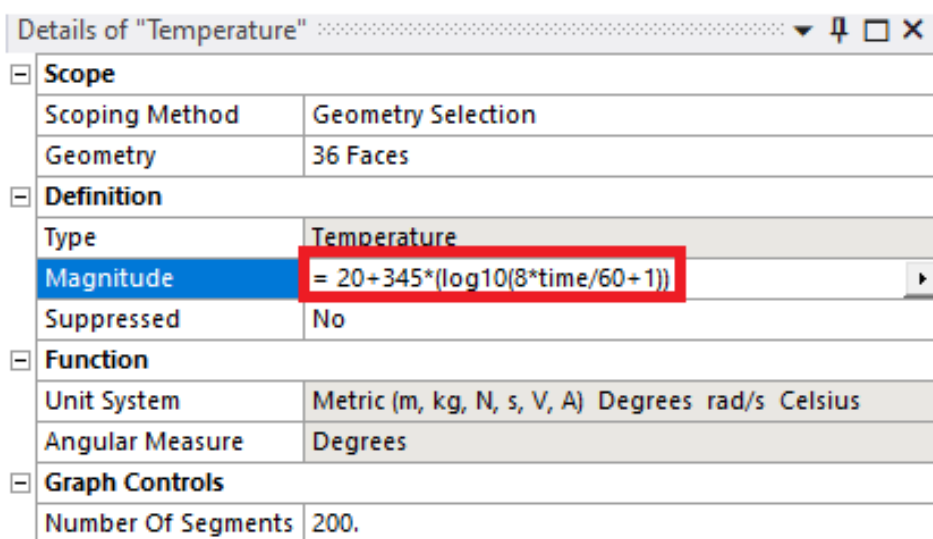 Details of "Temperature"
Scope
Scoping Method Geometry Selection
Geometry 36 Faces
Definition
Type Temperature
Magnitude = 20+345*(log10(8*time/60+1))
Suppressed No
Function
Unit System Metric (m, kg, N, s, V, A) Degrees rad/s Celsius
Angular Measure Degrees
Graph Controls
Number Of Segments 200.